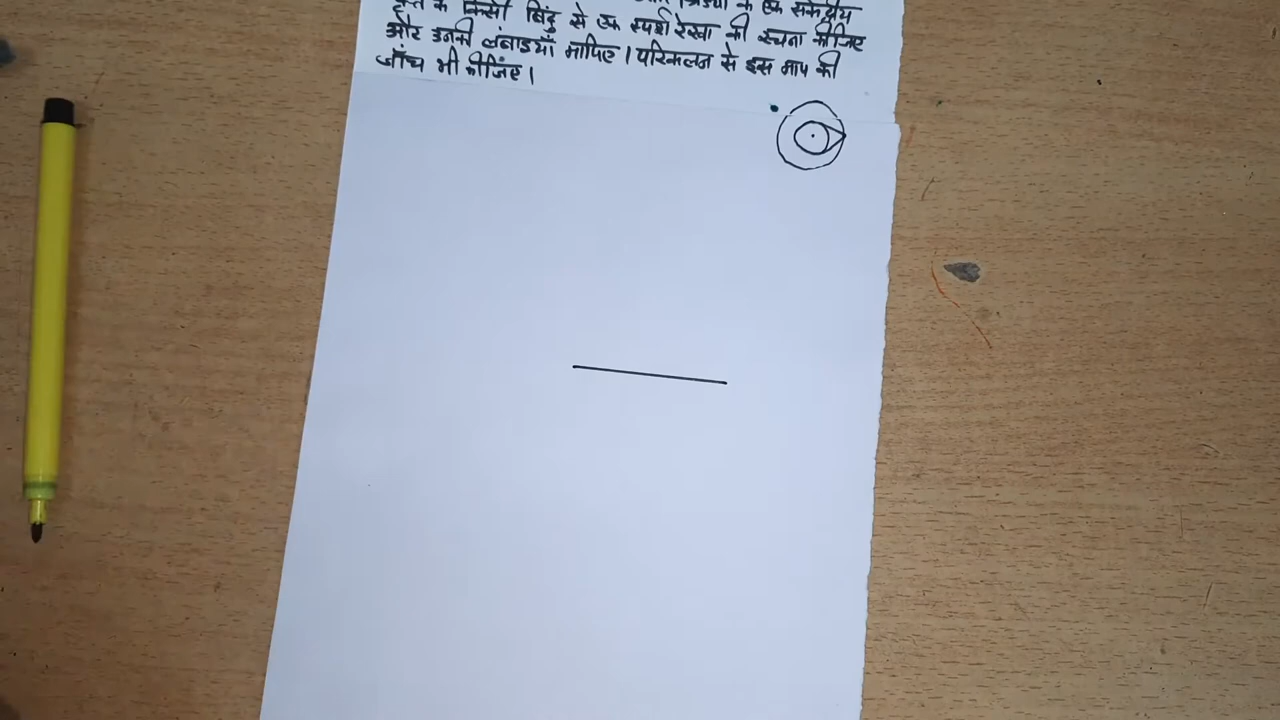 त्रिज्या के एक संकेंद्रीय
वृत्त के किसी बिंदु से एक स्पर्श रेखा की रचना कीजिए
और उनकी लंबाइयाँ मापिए। परिकलन से इस माप की
जाँच भी कीजिए।